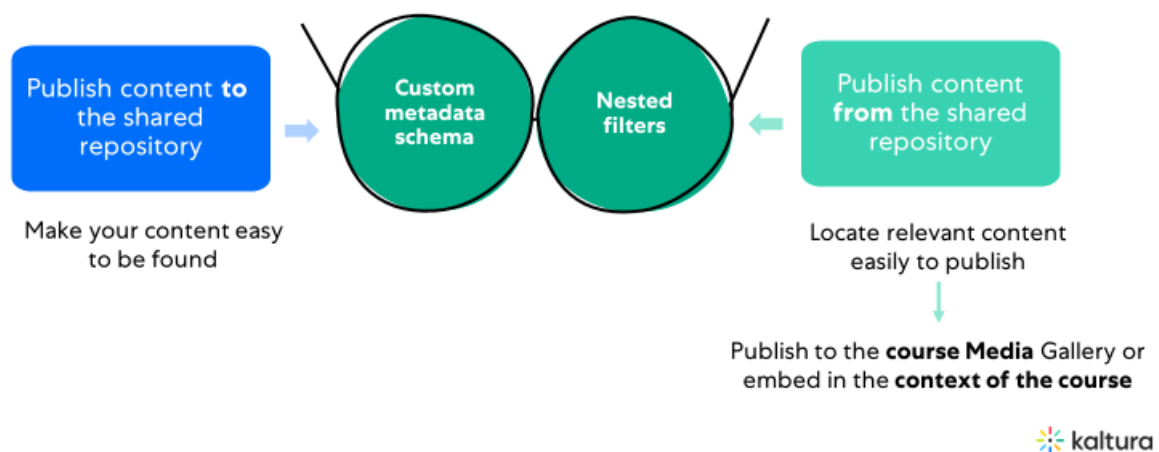 Publish content to
the shared
repository
Make your content easy
to be found
Custom
metadata
schema
Nested
filters
Publish content
from the shared
repository
Locate relevant content
easily to publish
Publish to the course Media Gallery or
embed in the context of the course
kaltura